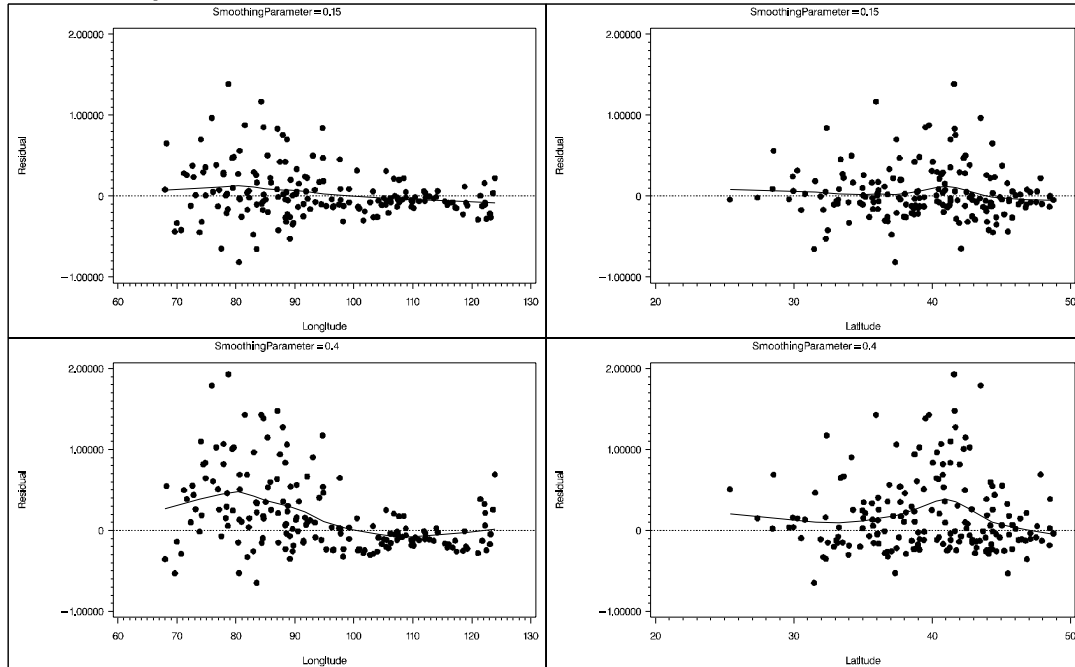 SmoothingParameter=0.15
2.00000
1.00000
0
−1.00000
Residual
60 70 80 90 100 110 120 130
Longitude
SmoothingParameter=0.15
2.00000
1.00000
0
−1.00000
Residual
20 30 40 50
Latitude
SmoothingParameter=0.4
2.00000
1.00000
0
−1.00000
Residual
60 70 80 90 100 110 120 130
Longitude
SmoothingParameter=0.4
2.00000
1.00000
0
−1.00000
Residual
20 30 40 50
Latitude